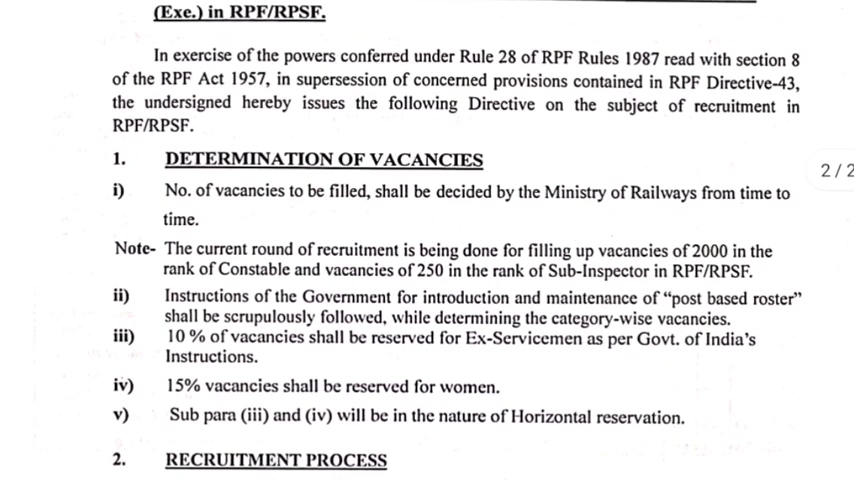 (Exe.) in RPF/RPSF.
In exercise of the powers conferred under Rule 28 of RPF Rules 1987 read with section 8
of the RPF Act 1957, in supersession of concerned provisions contained in RPF Directive-43,
the undersigned hereby issues the following Directive on the subject of recruitment in
RPF/RPSF.
1. DETERMINATION OF VACANCIES
i) No. of vacancies to be filled, shall be decided by the Ministry of Railways from time to
time.
2 / 2
Note- The current round of recruitment is being done for filling up vacancies of 2000 in the
rank of Constable and vacancies of 250 in the rank of Sub-Inspector in RPF/RPSF.
ii) Instructions of the Government for introduction and maintenance of “post based roster”
shall be scrupulously followed, while determining the category-wise vacancies.
iii) 10 % of vacancies shall be reserved for Ex-Servicemen as per Govt. of India’s
Instructions.
iv) 15% vacancies shall be reserved for women.
v) Sub para (iii) and (iv) will be in the nature of Horizontal reservation.
2. RECRUITMENT PROCESS